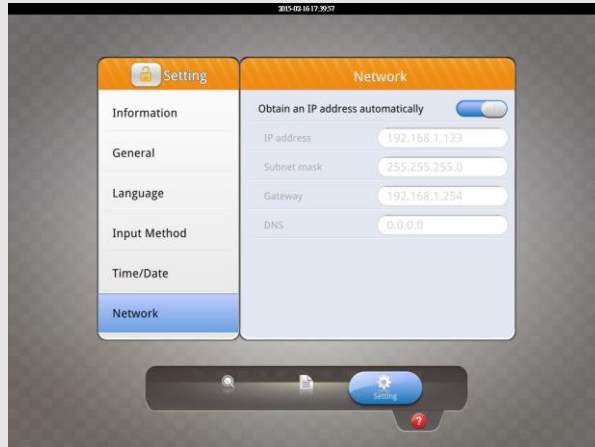 2015-03-16 17:39:57
Setting
Network
Information
General
Language
Input Method
Time/Date
Network
Obtain an IP address automatically
IP address 192.168.1.123
Subnet mask 255.255.255.0
Gateway 192.168.1.254
DNS 0.0.0.0
Setting
?